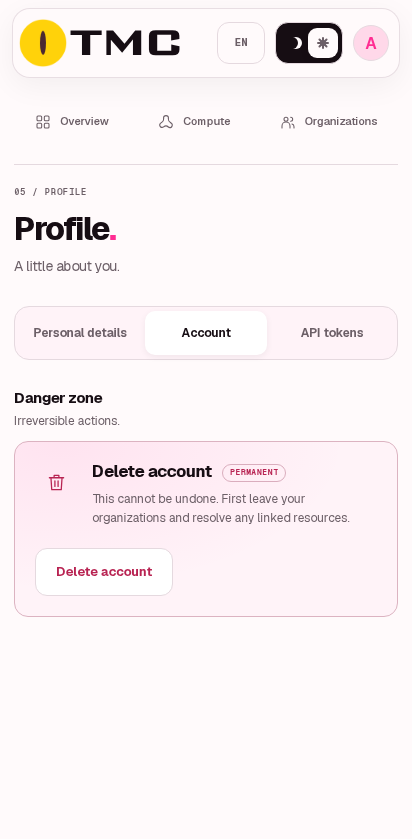 TMC
EN
A
Overview
Compute
Organizations
05 / PROFILE
Profile.
A little about you.
Personal details
Account
API tokens
Danger zone
Irreversible actions.
Delete account
PERMANENT
This cannot be undone. First leave your
organizations and resolve any linked resources.
Delete account